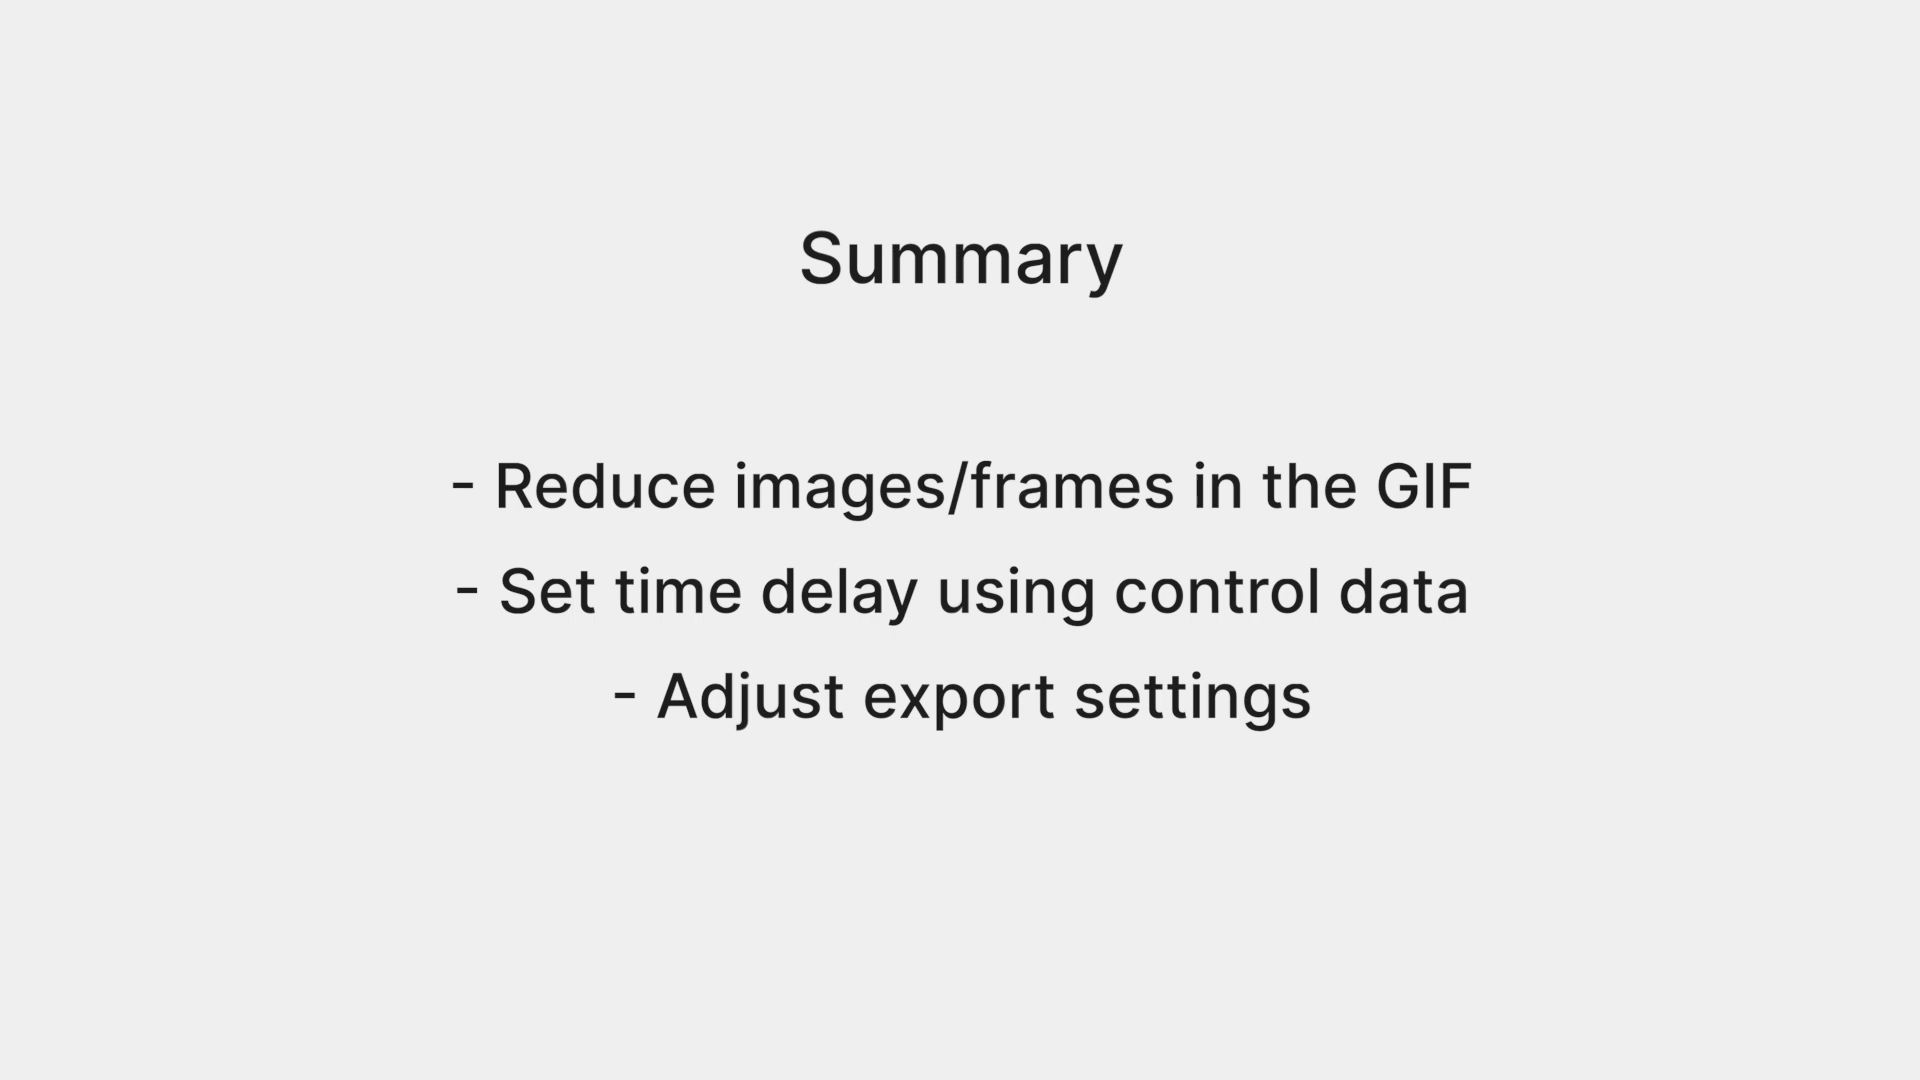 Summary
- Reduce images/frames in the GIF
- Set time delay using control data
- Adjust export settings